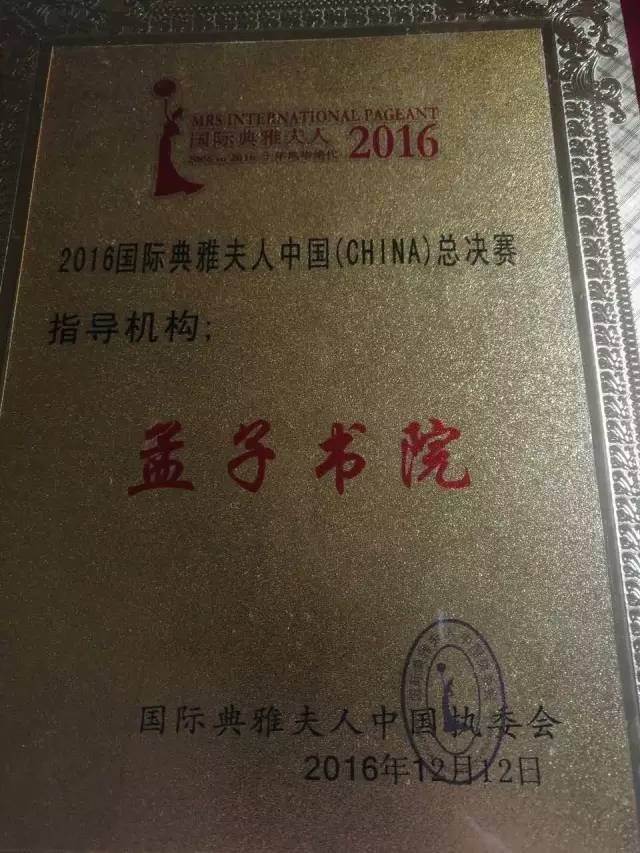 MRS INTERNATIONAL PAGEANT
国际典雅夫人 2016
2016国际典雅夫人中国(CHINA)总决赛
指导机构;
孟子书院
国际典雅夫人中国执委会
2016年12月12日